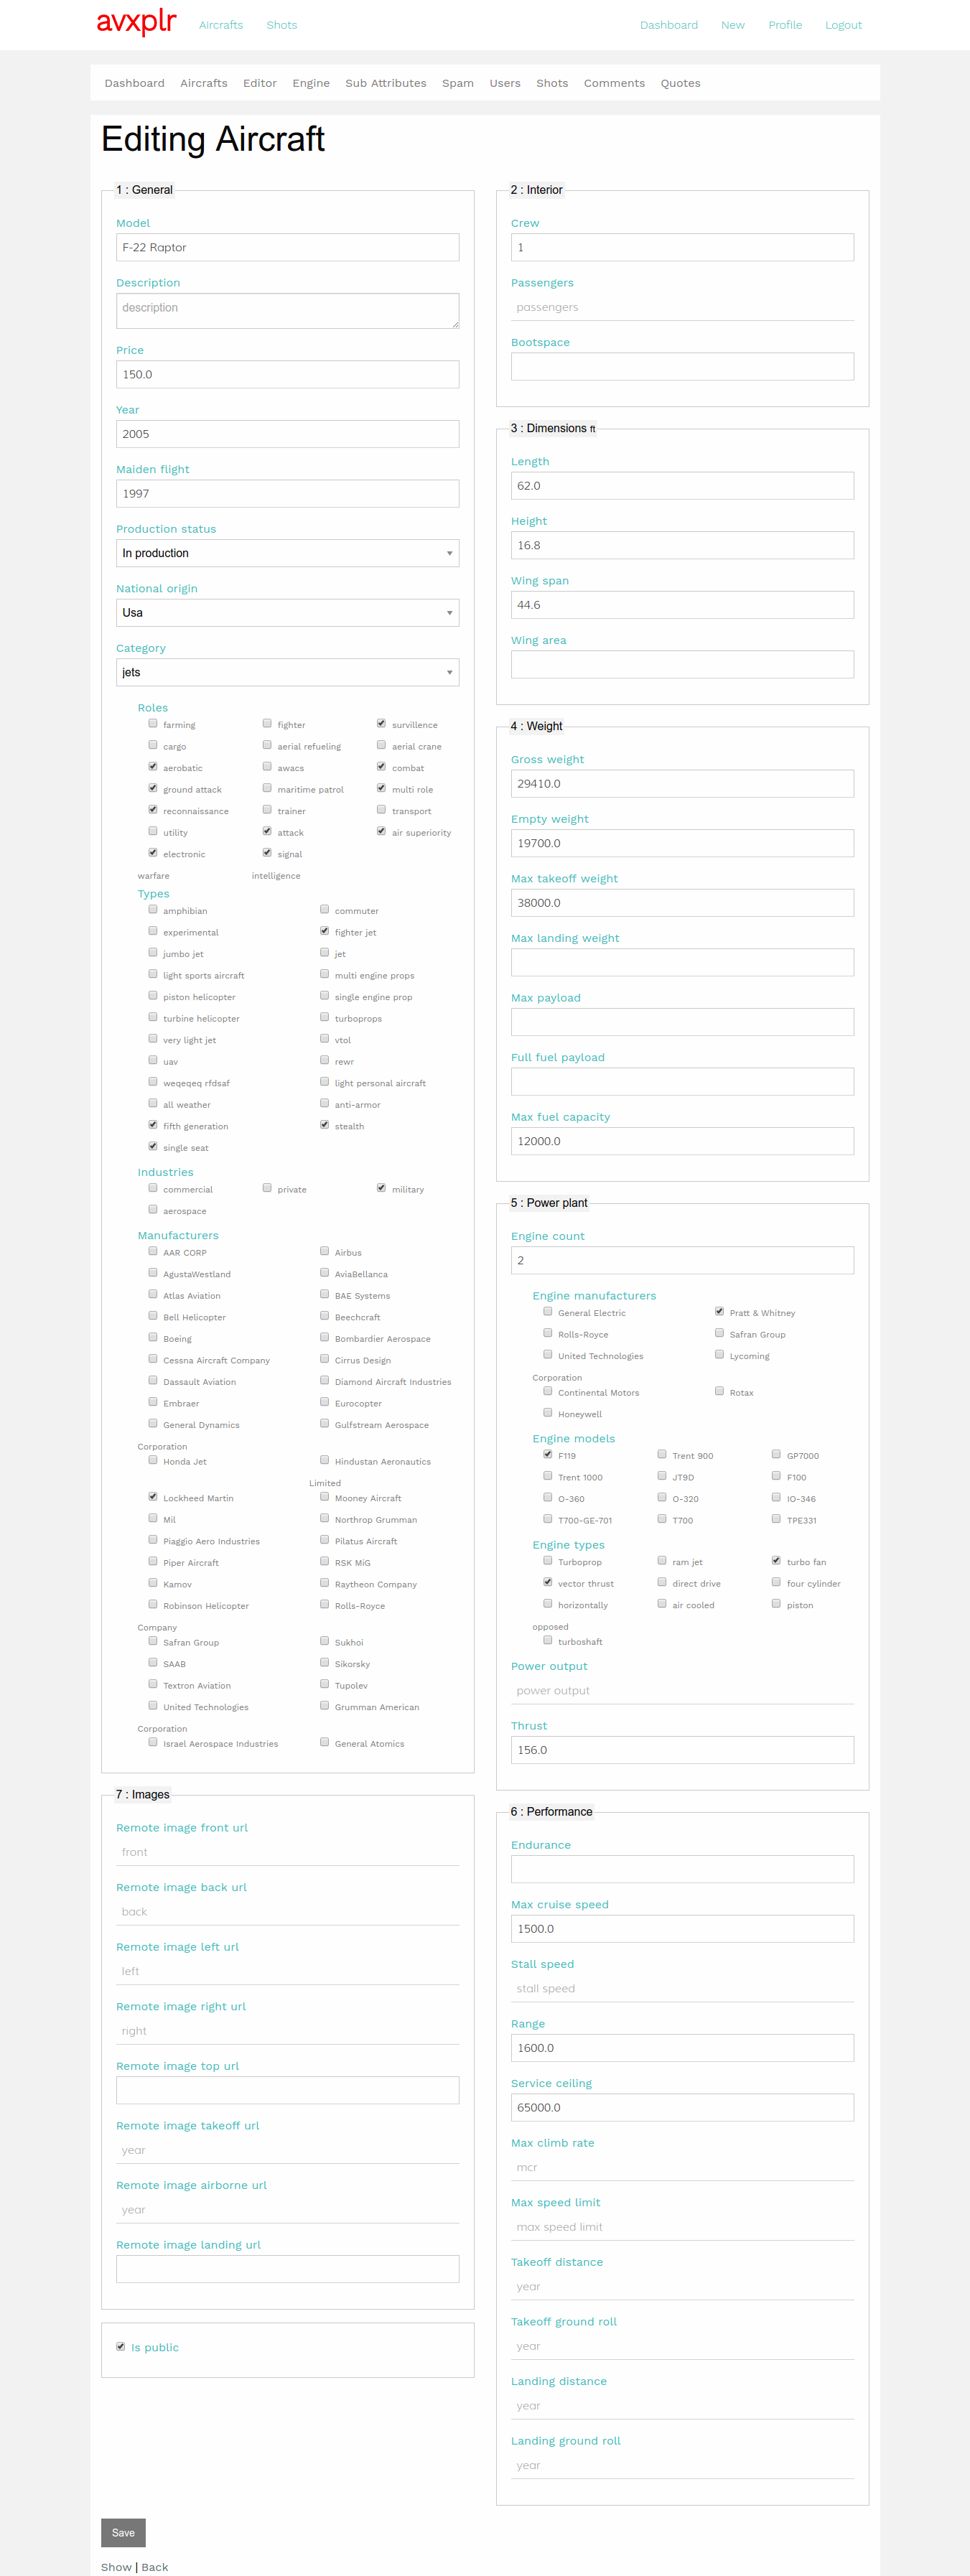 avxplr Aircrafts Shots Dashboard New Profile Logout
Dashboard Aircrafts Editor Engine Sub Attributes Spam Users Shots Comments Quotes
Editing Aircraft
1 : General
Model
F-22 Raptor
Description
description
Price
150.0
Year
2005
Maiden flight
1997
Production status
In production
National origin
Usa
Category
jets
Roles
farming fighter survillence
cargo aerial refueling aerial crane
aerobatic awacs combat
ground attack maritime patrol multi role
reconnaissance trainer transport
utility attack air superiority
electronic signal
warfare intelligence
Types
amphibian commuter
experimental fighter jet
jumbo jet jet
light sports aircraft multi engine props
piston helicopter single engine prop
turbine helicopter turboprops
very light jet vtol
uav rewr
weqeqeq rfdsaf light personal aircraft
all weather anti-armor
fifth generation stealth
single seat
Industries
commercial private military
aerospace
Manufacturers
AAR CORP Airbus
AgustaWestland AviaBellanca
Atlas Aviation BAE Systems
Bell Helicopter Beechcraft
Boeing Bombardier Aerospace
Cessna Aircraft Company Cirrus Design
Dassault Aviation Diamond Aircraft Industries
Embraer Eurocopter
General Dynamics Gulfstream Aerospace
Corporation
Honda Jet Hindustan Aeronautics
Limited
Lockheed Martin Mooney Aircraft
Mil Northrop Grumman
Piaggio Aero Industries Pilatus Aircraft
Piper Aircraft RSK MiG
Kamov Raytheon Company
Robinson Helicopter Rolls-Royce
Company
Safran Group Sukhoi
SAAB Sikorsky
Textron Aviation Tupolev
United Technologies Grumman American
Corporation
Israel Aerospace Industries General Atomics
7 : Images
Remote image front url
front
Remote image back url
back
Remote image left url
left
Remote image right url
right
Remote image top url
Remote image takeoff url
year
Remote image airborne url
year
Remote image landing url
Is public
2 : Interior
Crew
1
Passengers
passengers
Bootspace
3 : Dimensions ft
Length
62.0
Height
16.8
Wing span
44.6
Wing area
4 : Weight
Gross weight
29410.0
Empty weight
19700.0
Max takeoff weight
38000.0
Max landing weight
Max payload
Full fuel payload
Max fuel capacity
12000.0
5 : Power plant
Engine count
2
Engine manufacturers
General Electric Pratt & Whitney
Rolls-Royce Safran Group
United Technologies Lycoming
Corporation
Continental Motors Rotax
Honeywell
Engine models
F119 Trent 900 GP7000
Trent 1000 JT9D F100
O-360 O-320 IO-346
T700-GE-701 T700 TPE331
Engine types
Turboprop ram jet turbo fan
vector thrust direct drive four cylinder
horizontally air cooled piston
opposed
turboshaft
Power output
power output
Thrust
156.0
6 : Performance
Endurance
Max cruise speed
1500.0
Stall speed
stall speed
Range
1600.0
Service ceiling
65000.0
Max climb rate
mcr
Max speed limit
max speed limit
Takeoff distance
year
Takeoff ground roll
year
Landing distance
year
Landing ground roll
year
Save
Show | Back